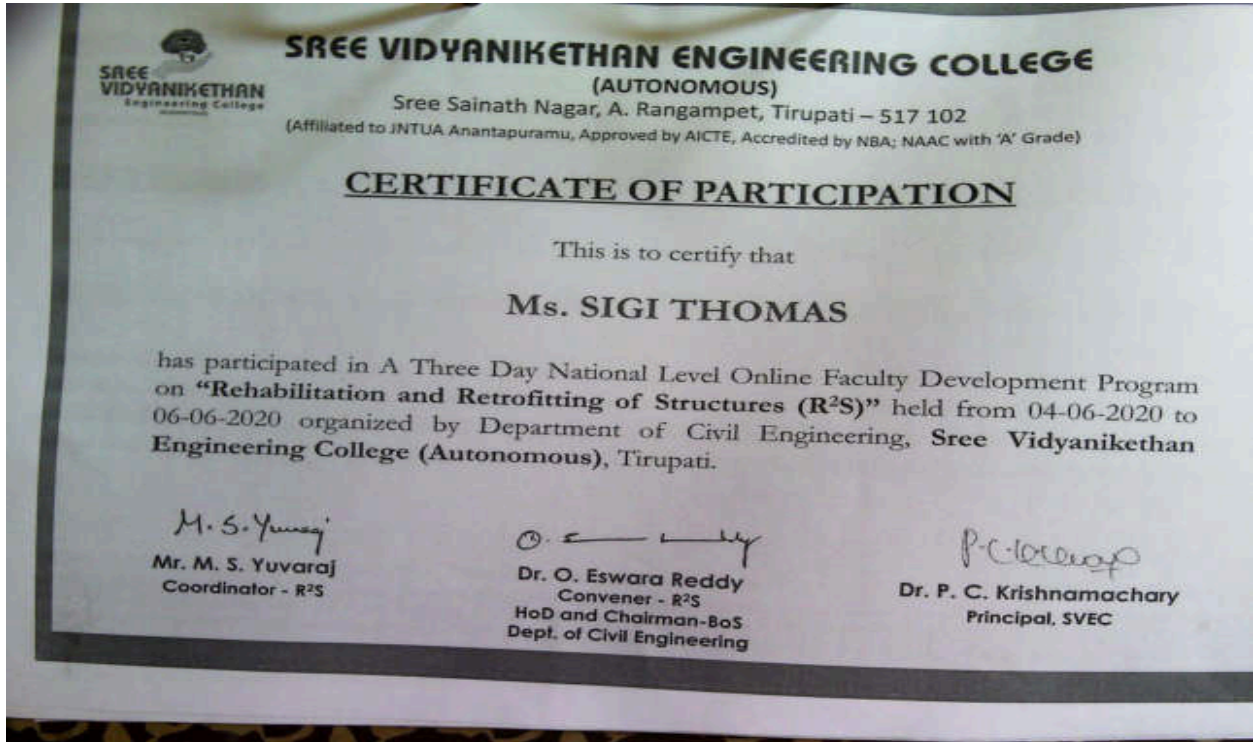 SREE
VIDYANIKETHAN
Engineering College
SREE VIDYANIKETHAN ENGINEERING COLLEGE
(AUTONOMOUS)
Sree Sainath Nagar, A. Rangampet, Tirupati – 517 102
(Affiliated to JNTUA Anantapuramu, Approved by AICTE, Accredited by NBA; NAAC with ‘A’ Grade)
CERTIFICATE OF PARTICIPATION
This is to certify that
Ms. SIGI THOMAS
has participated in A Three Day National Level Online Faculty Development Program
on “Rehabilitation and Retrofitting of Structures (R²S)” held from 04-06-2020 to
06-06-2020 organized by Department of Civil Engineering, Sree Vidyanikethan
Engineering College (Autonomous), Tirupati.
M. S. Yuvaraj
Mr. M. S. Yuvaraj
Coordinator - R²S
Dr. O. Eswara Reddy
Convener - R²S
HoD and Chairman-BoS
Dept. of Civil Engineering
Dr. P. C. Krishnamachary
Principal, SVEC